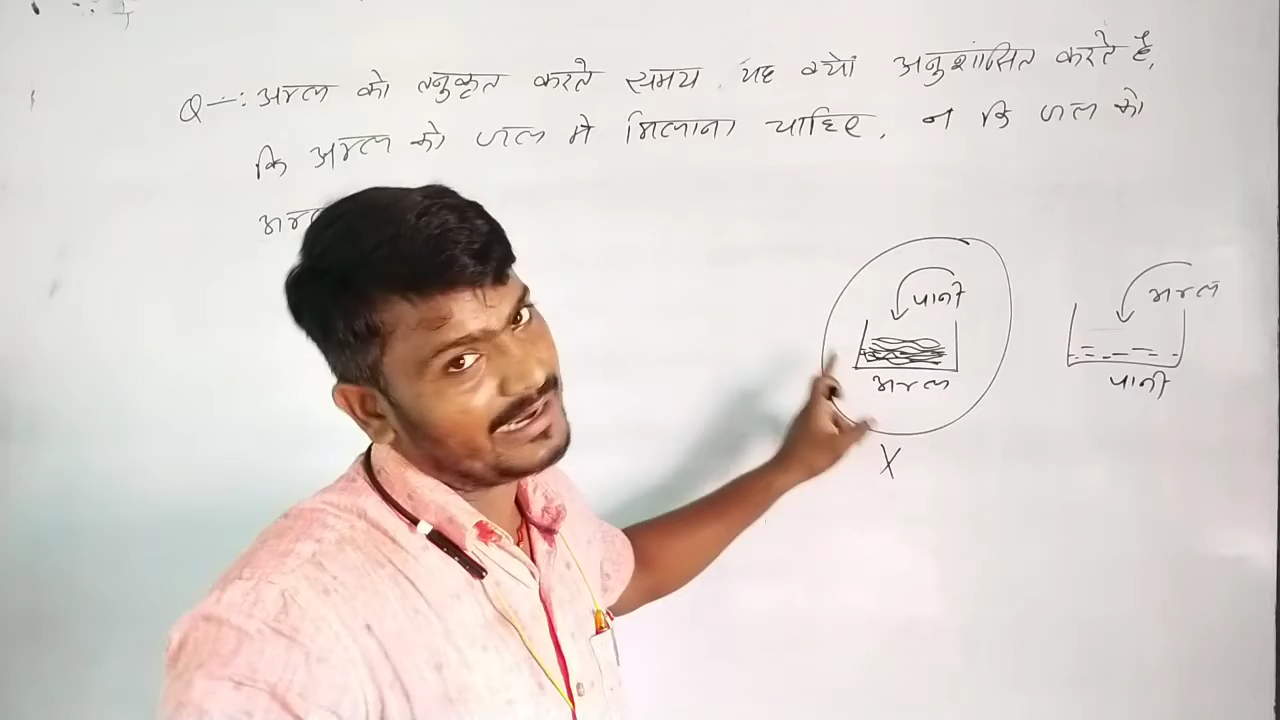 Q-: अम्ल को तनुकृत करते समय यह क्यों अनुशंसित करते है,
कि अम्ल को जल में मिलाना चाहिए, न कि जल को
पानी
अम्ल
X
अम्ल
पानी